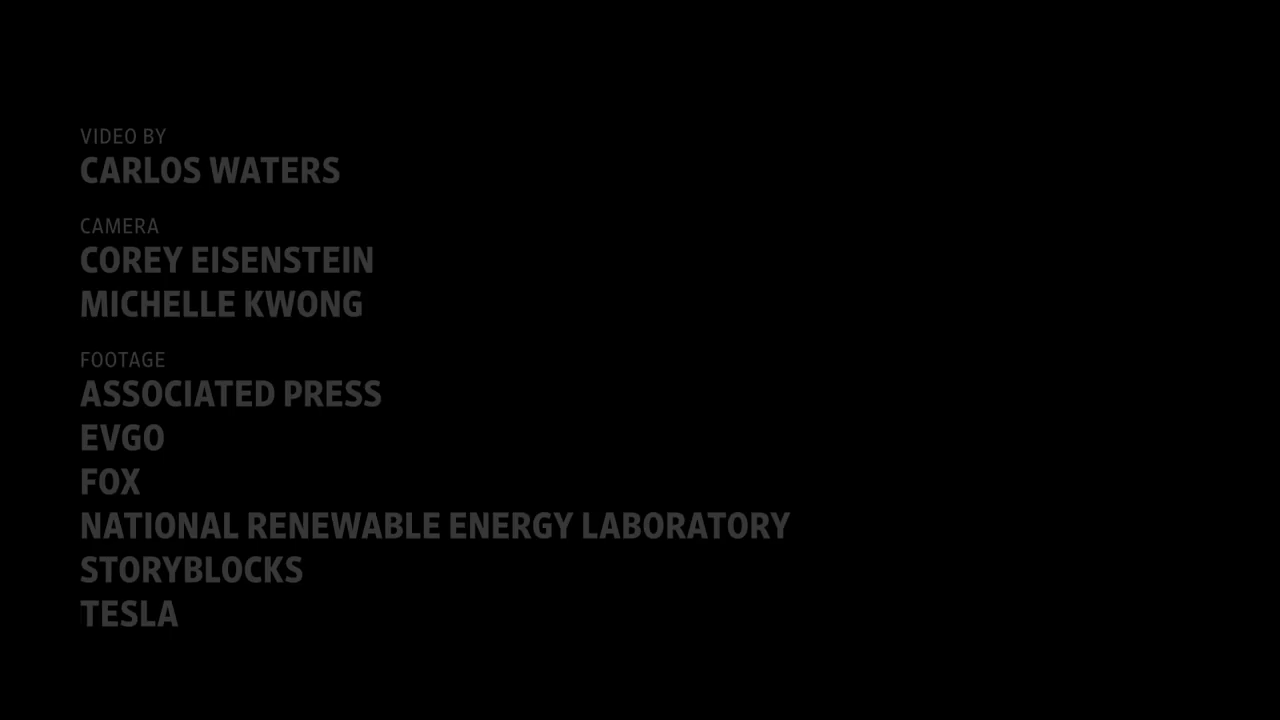 VIDEO BY
CARLOS WATERS
CAMERA
COREY EISENSTEIN
MICHELLE KWONG
FOOTAGE
ASSOCIATED PRESS
EVGO
FOX
NATIONAL RENEWABLE ENERGY LABORATORY
STORYBLOCKS
TESLA